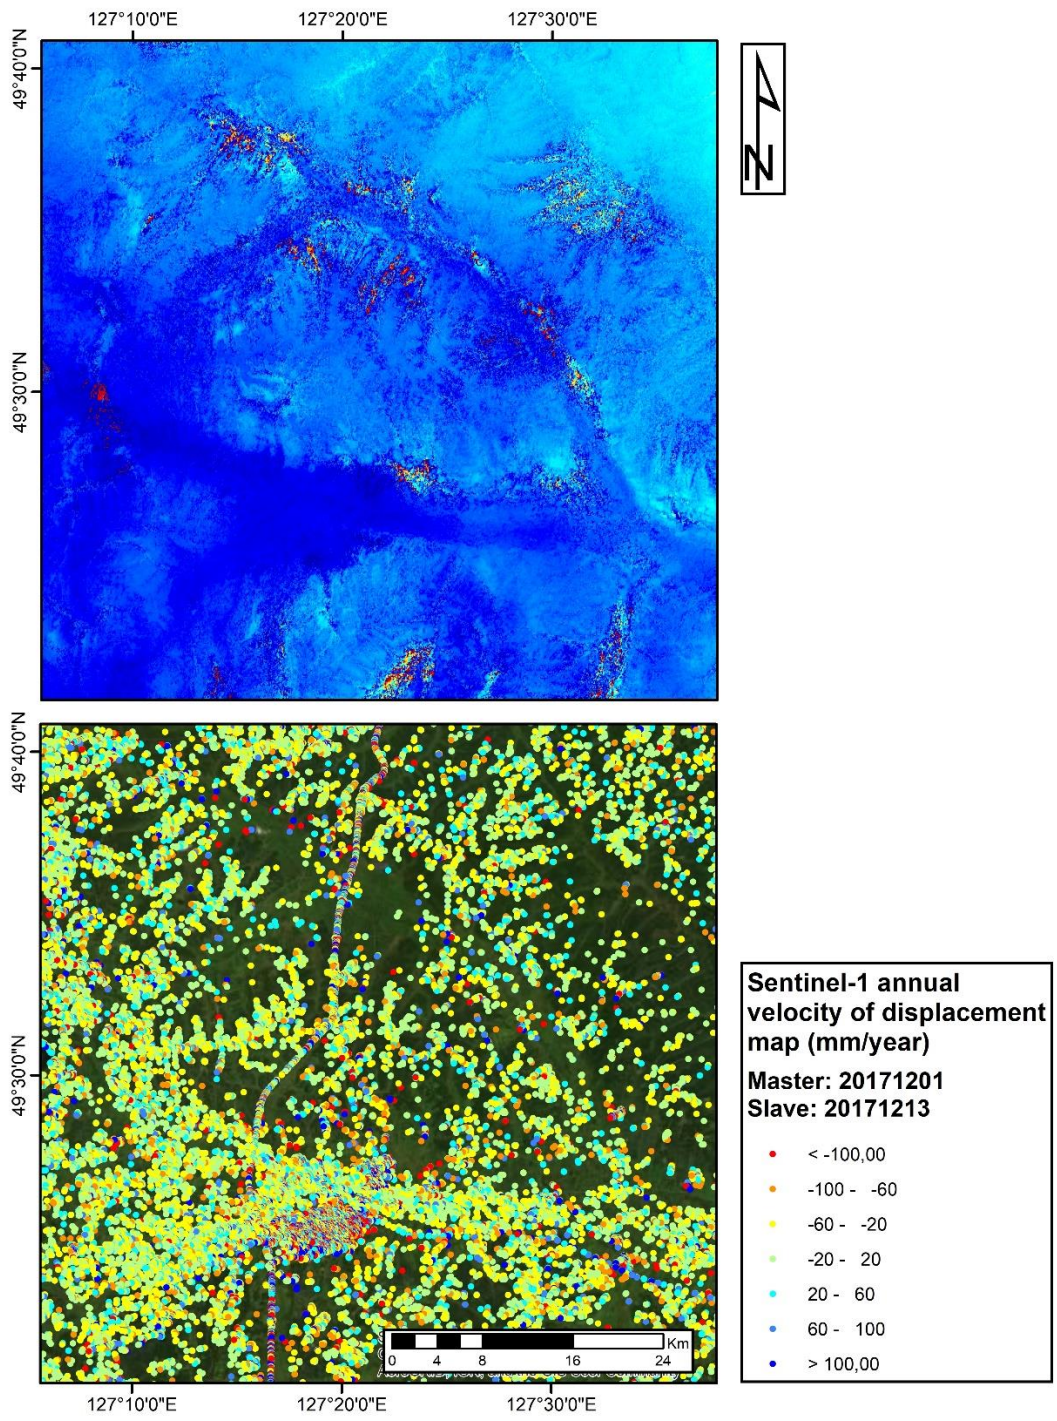 127°10'0"E 127°20'0"E 127°30'0"E
49°40'0"N
49°30'0"N
N
49°40'0"N
49°30'0"N
Sentinel-1 annual
velocity of displacement
map (mm/year)
Master: 20171201
Slave: 20171213
< -100,00
-100 - -60
-60 - -20
-20 - 20
20 - 60
60 - 100
> 100,00
Km
0 4 8 16 24
127°10'0"E 127°20'0"E 127°30'0"E